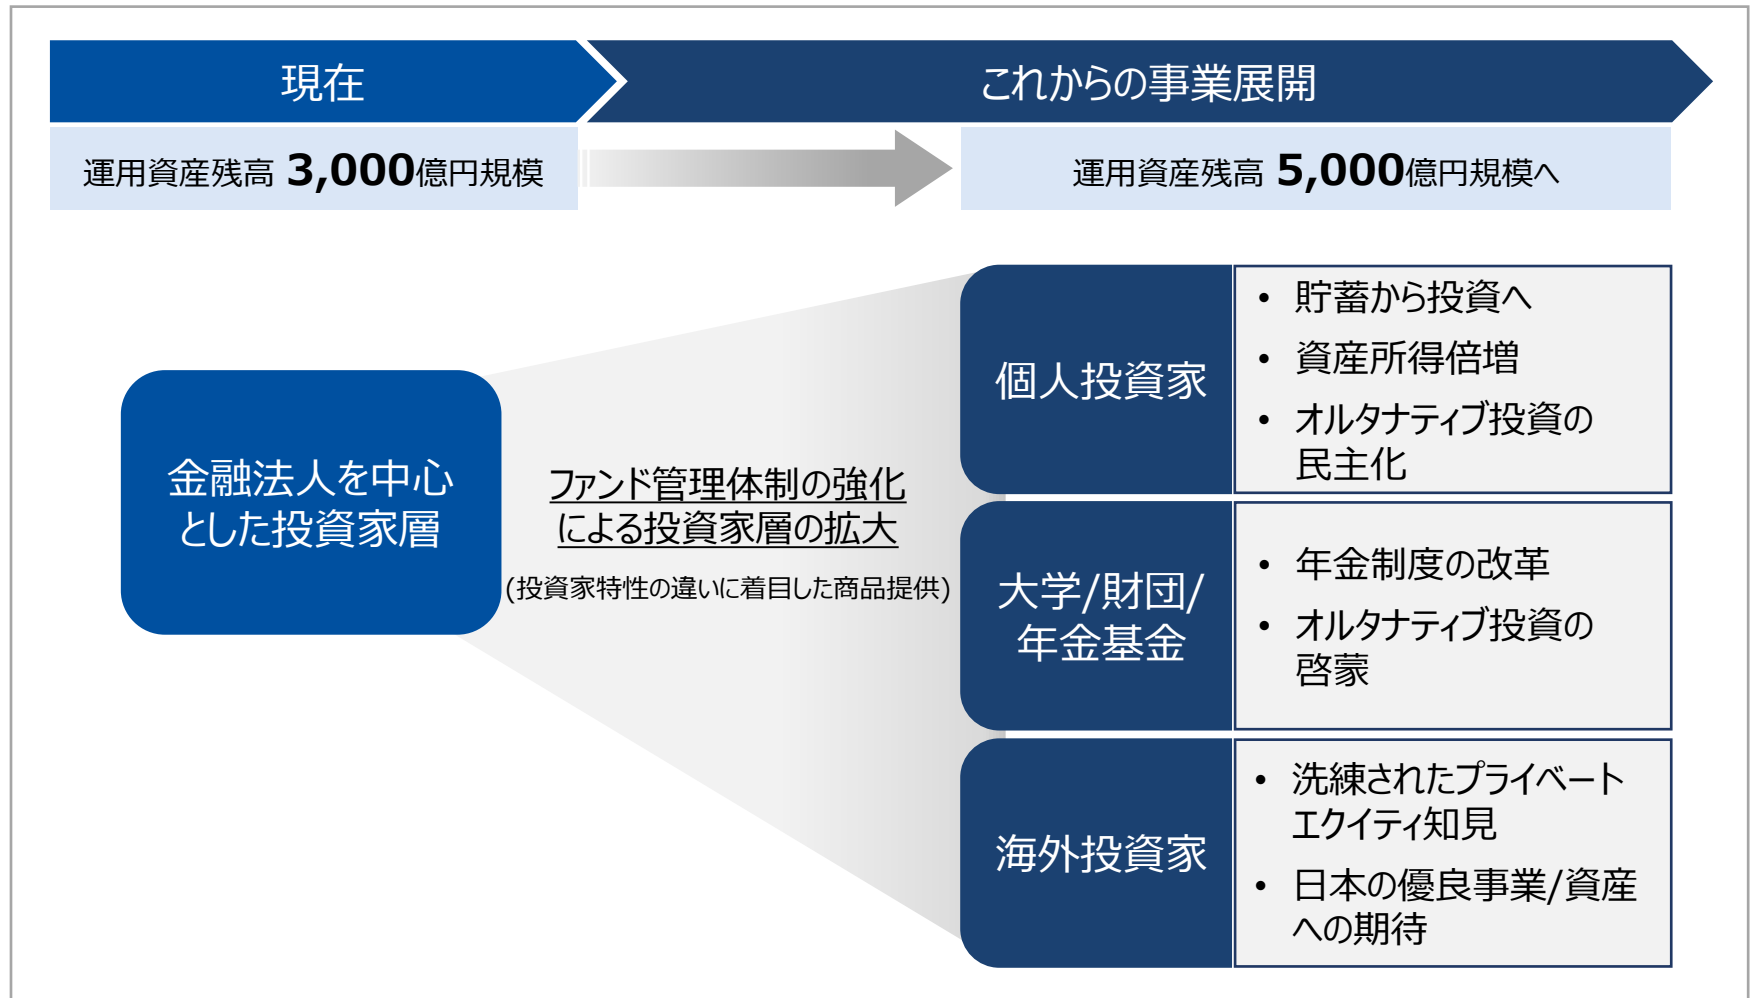 現在
これからの事業展開
運用資産残高 3,000億円規模
運用資産残高 5,000億円規模へ
金融法人を中心
とした投資家層
ファンド管理体制の強化
による投資家層の拡大
(投資家特性の違いに着目した商品提供)
個人投資家
• 貯蓄から投資へ
• 資産所得倍増
• オルタナティブ投資の
民主化
大学/財団/
年金基金
• 年金制度の改革
• オルタナティブ投資の
啓蒙
海外投資家
• 洗練されたプライベート
エクイティ知見
• 日本の優良事業/資産
への期待